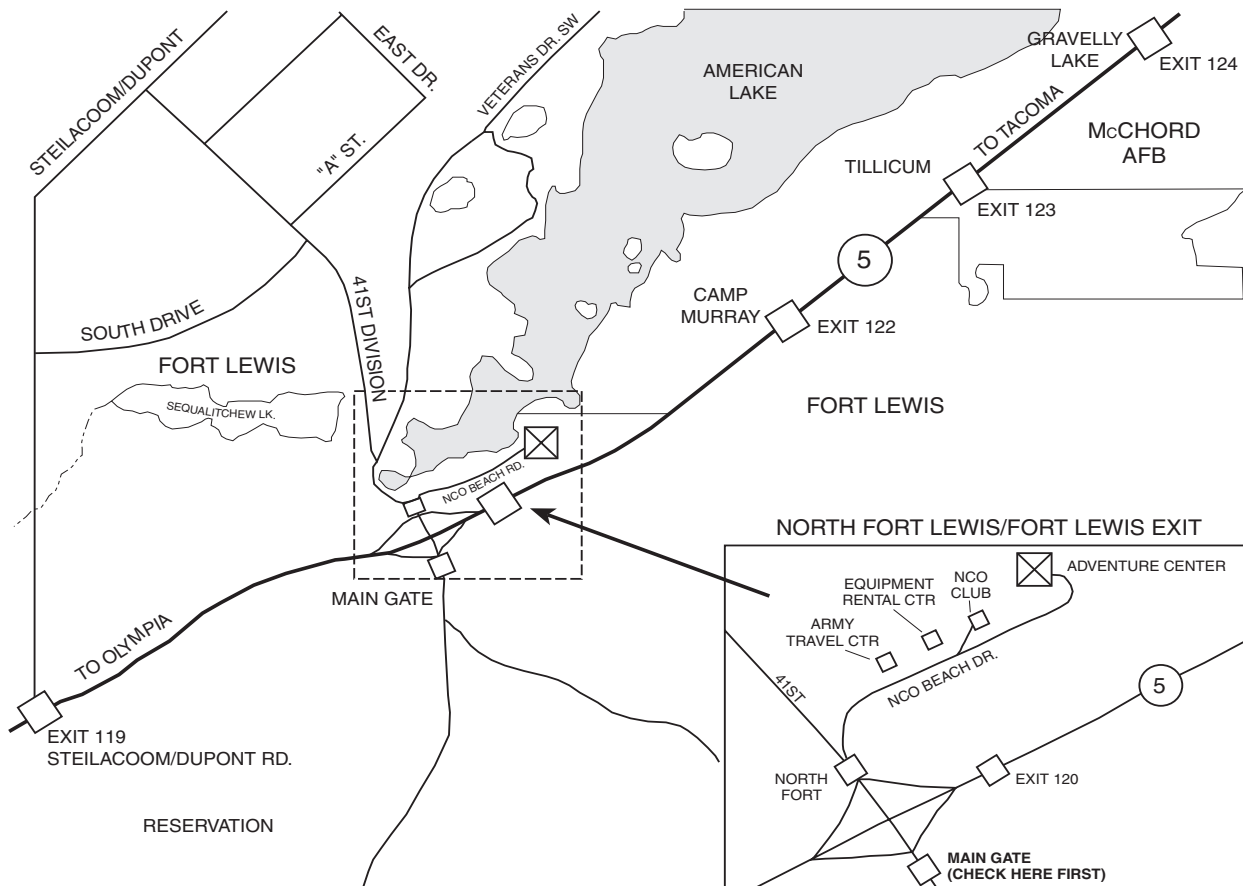 STEILACOOM/DUPONT
EAST DR.
VETERANS DR. SW
"A" ST.
AMERICAN
LAKE
GRAVELLY
LAKE
EXIT 124
TO TACOMA
McCHORD
AFB
TILLICUM
EXIT 123
5
CAMP
MURRAY
EXIT 122
SOUTH DRIVE
41ST DIVISION
FORT LEWIS
SEQUALITCHEW LK.
FORT LEWIS
NCO BEACH RD.
MAIN GATE
TO OLYMPIA
EXIT 119
STEILACOOM/DUPONT RD.
RESERVATION
NORTH FORT LEWIS/FORT LEWIS EXIT
ADVENTURE CENTER
EQUIPMENT
RENTAL CTR
NCO
CLUB
ARMY
TRAVEL CTR
NCO BEACH DR.
41ST
5
NORTH
FORT
EXIT 120
MAIN GATE
(CHECK HERE FIRST)